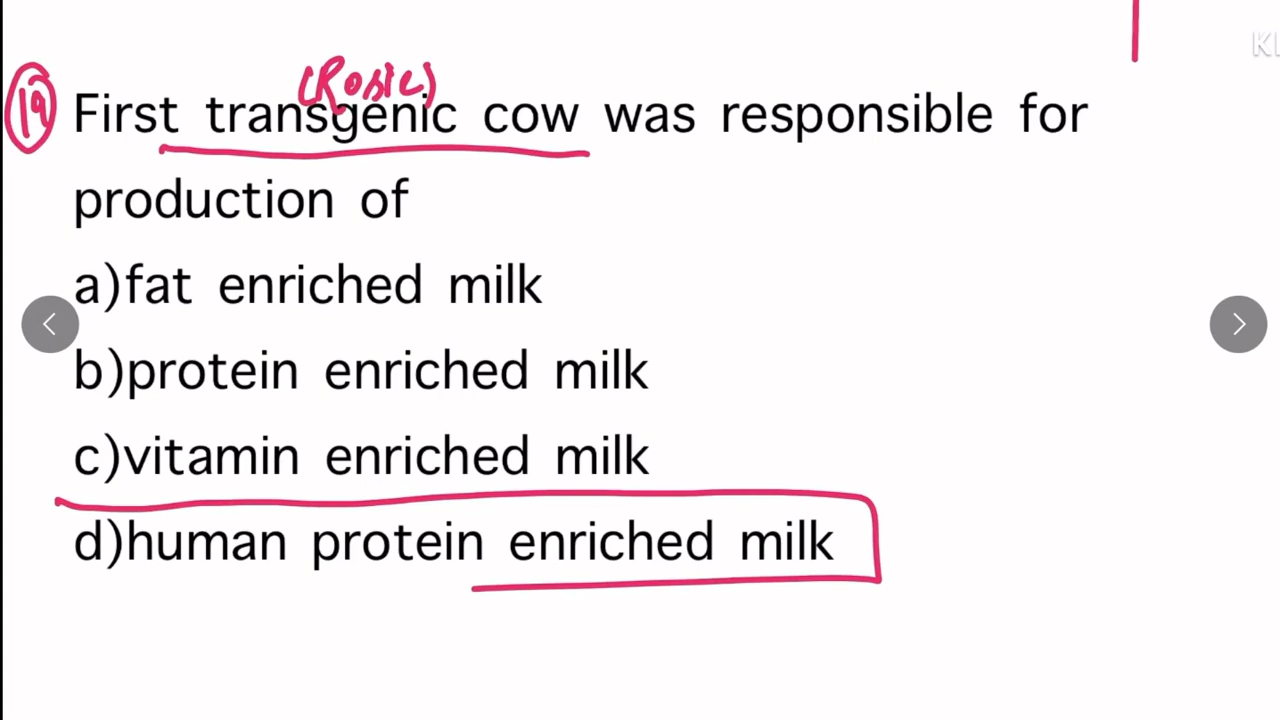 (Rosie)
19 First transgenic cow was responsible for
production of
a)fat enriched milk
b)protein enriched milk
c)vitamin enriched milk
d)human protein enriched milk